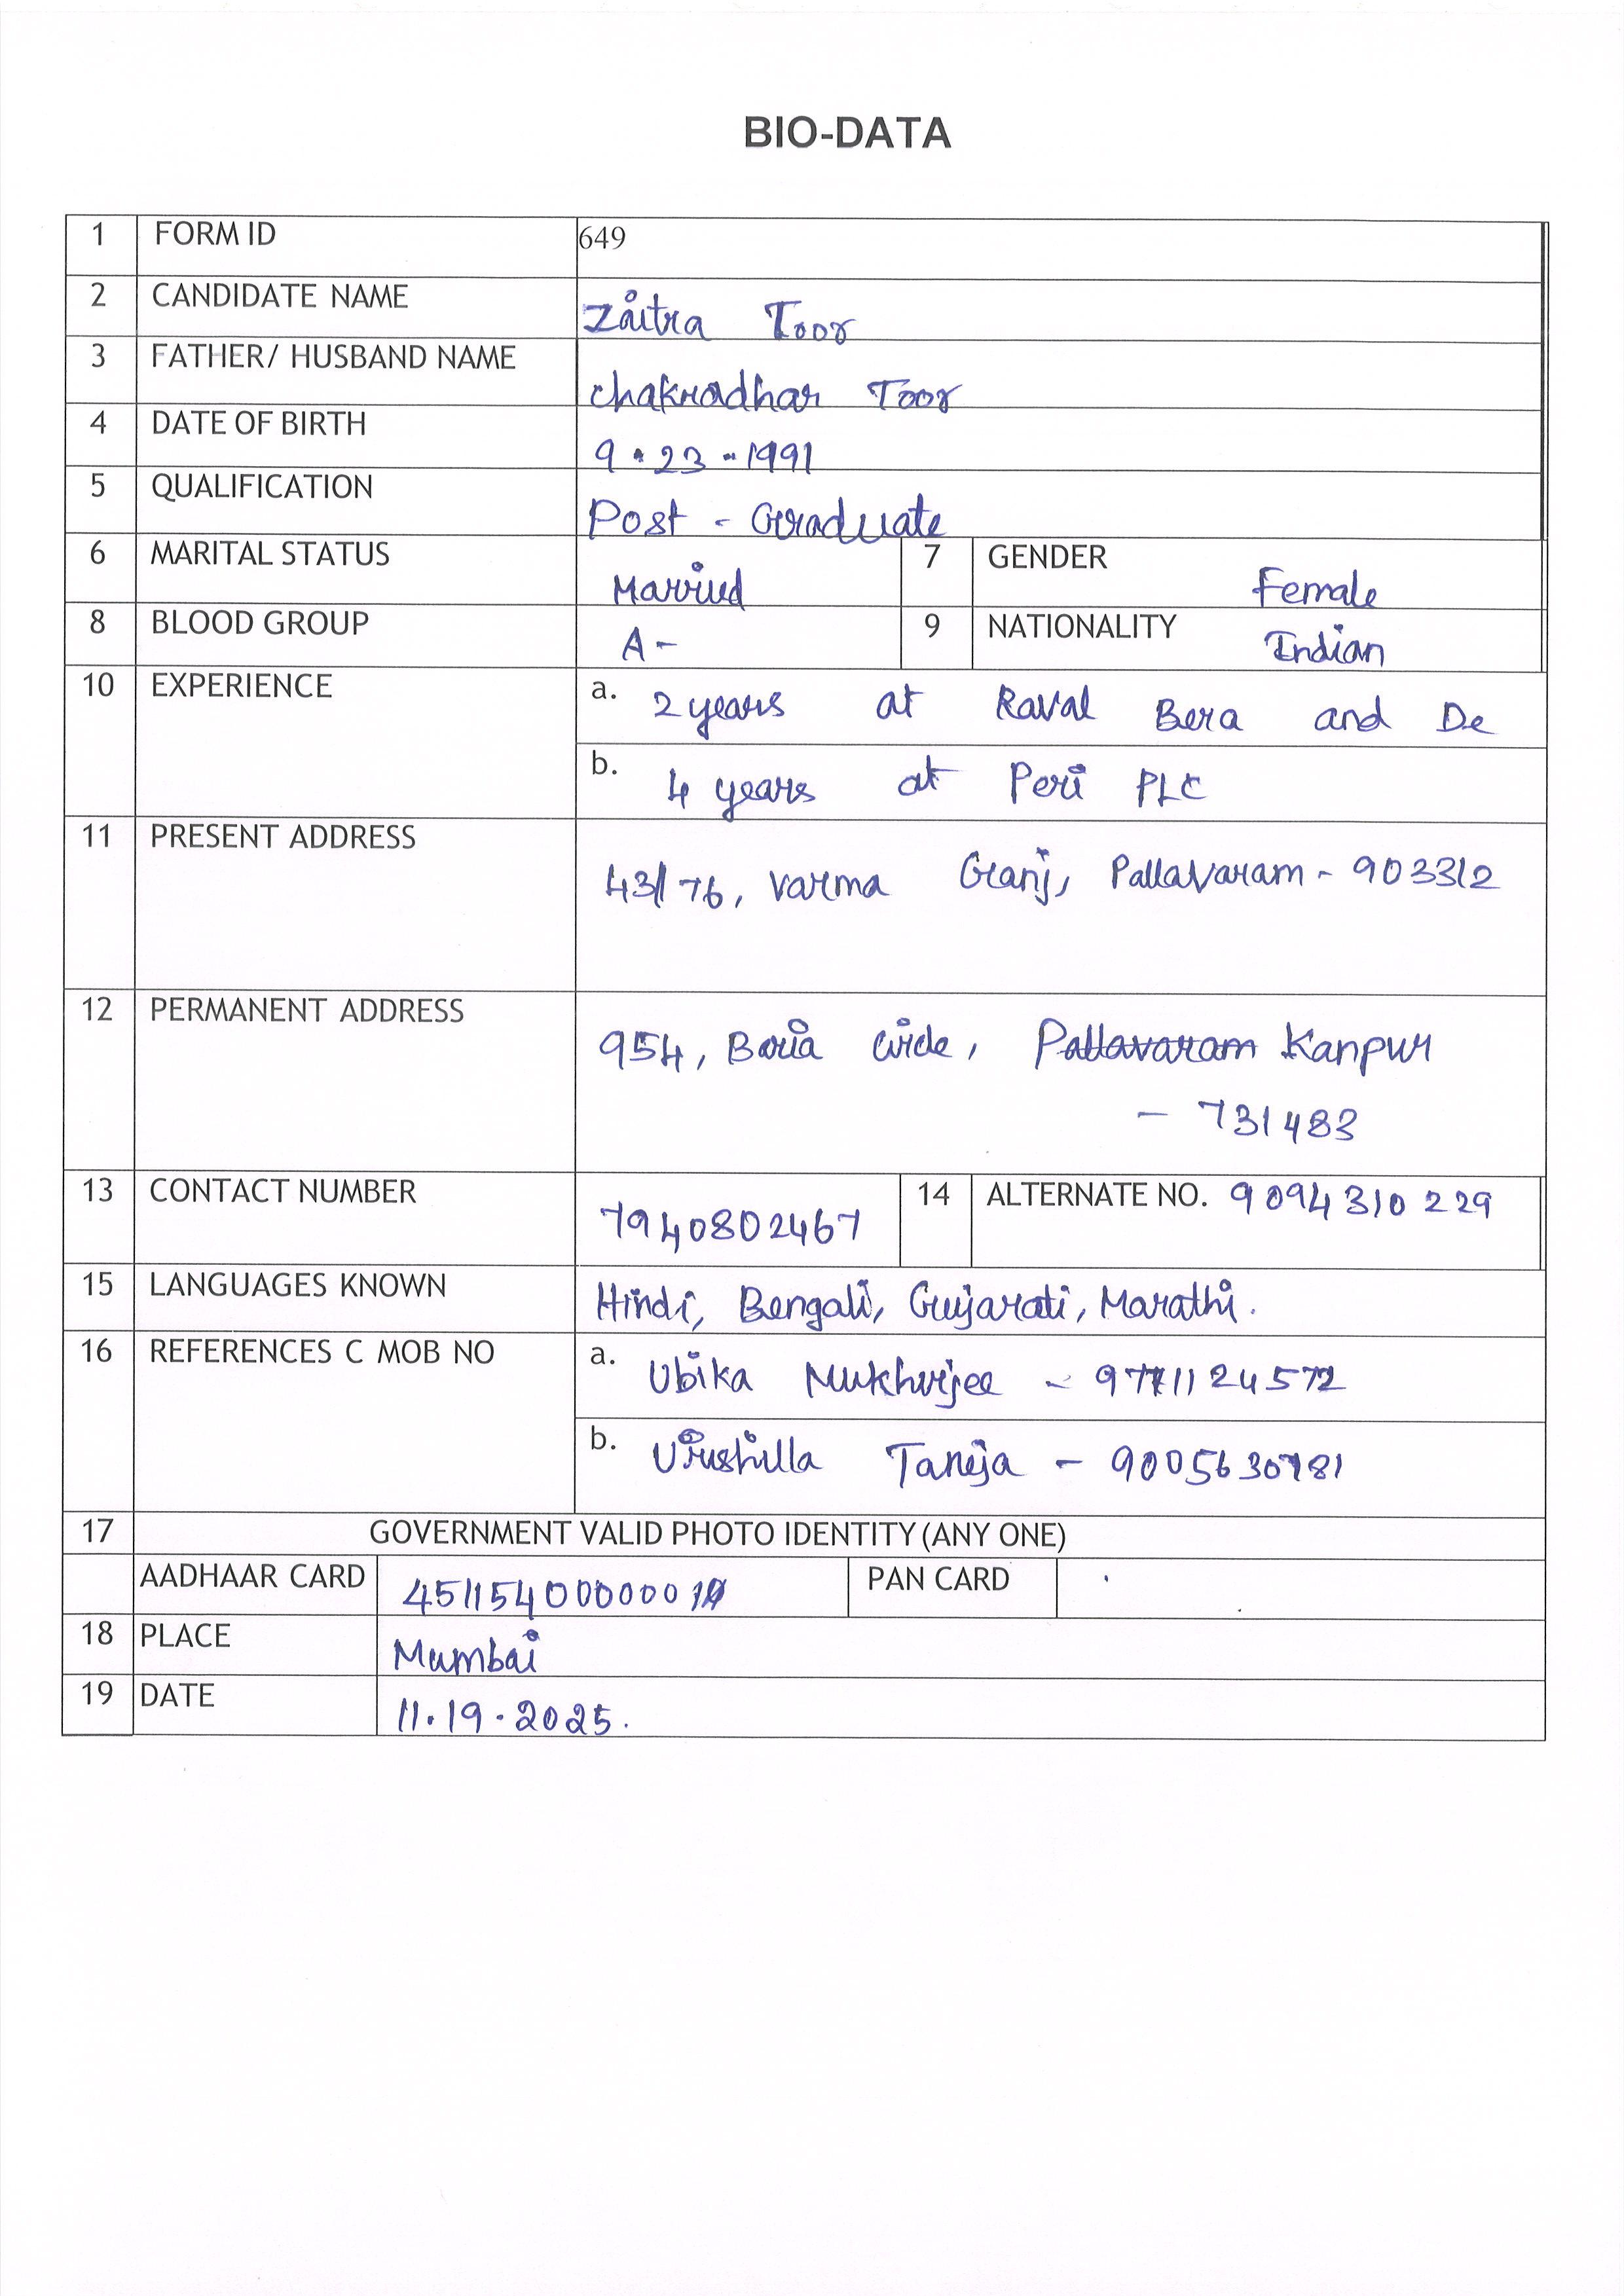 BIO-DATA
1 FORM ID 649
2 CANDIDATE NAME Zaitra Toor
3 FATHER/ HUSBAND NAME Chakradhar Toor
4 DATE OF BIRTH 9.23-1991
5 QUALIFICATION Post - Graduate
6 MARITAL STATUS Married 7 GENDER Female
8 BLOOD GROUP A- 9 NATIONALITY Indian
10 EXPERIENCE a. 2 years at Raval Bera and De
b. 4 years at Peri PLC
11 PRESENT ADDRESS 43/76, Varma Ganj, Pallavaram - 903312
12 PERMANENT ADDRESS 954, Boria Circle, Pallavaram Kanpur
- 731483
13 CONTACT NUMBER 7940802467 14 ALTERNATE NO. 9094310229
15 LANGUAGES KNOWN Hindi, Bengali, Gujarati, Marathi.
16 REFERENCES C MOB NO a. Ubika Mukherjee - 9771124572
b. Urushilla Taneja - 9005630781
17 GOVERNMENT VALID PHOTO IDENTITY (ANY ONE)
AADHAAR CARD PAN CARD
18 PLACE Mumbai
19 DATE 11.19.2025.